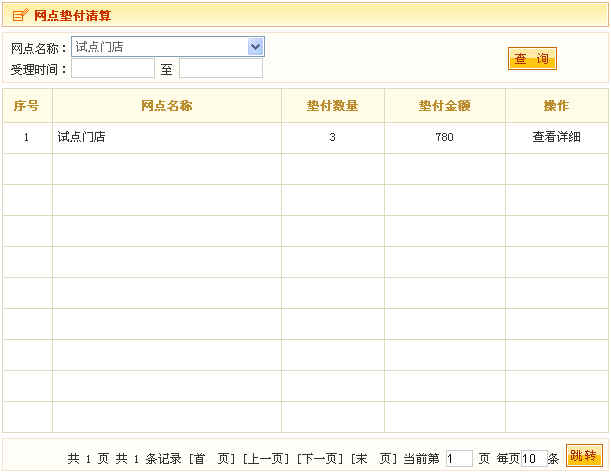 网点垫付清算
网点名称： 试点门店
受理时间： 至
查 询
序号 网点名称 垫付数量 垫付金额 操作
1 试点门店 3 780 查看详细
共 1 页 共 1 条记录 [首 页] [上一页] [下一页] [末 页] 当前第 1 页 每页10条 跳转